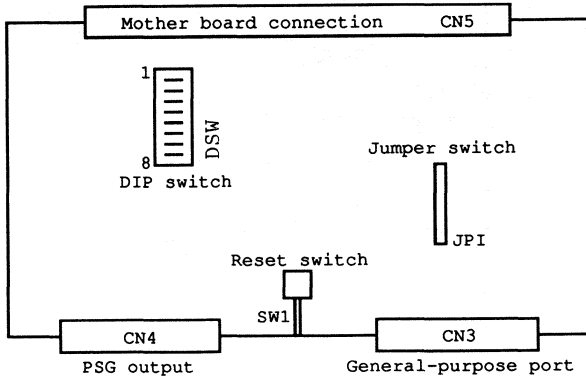 Mother board connection CN5
1
DSW
8
DIP switch
Jumper switch
JPI
Reset switch
SW1
CN4
CN3
PSG output
General-purpose port